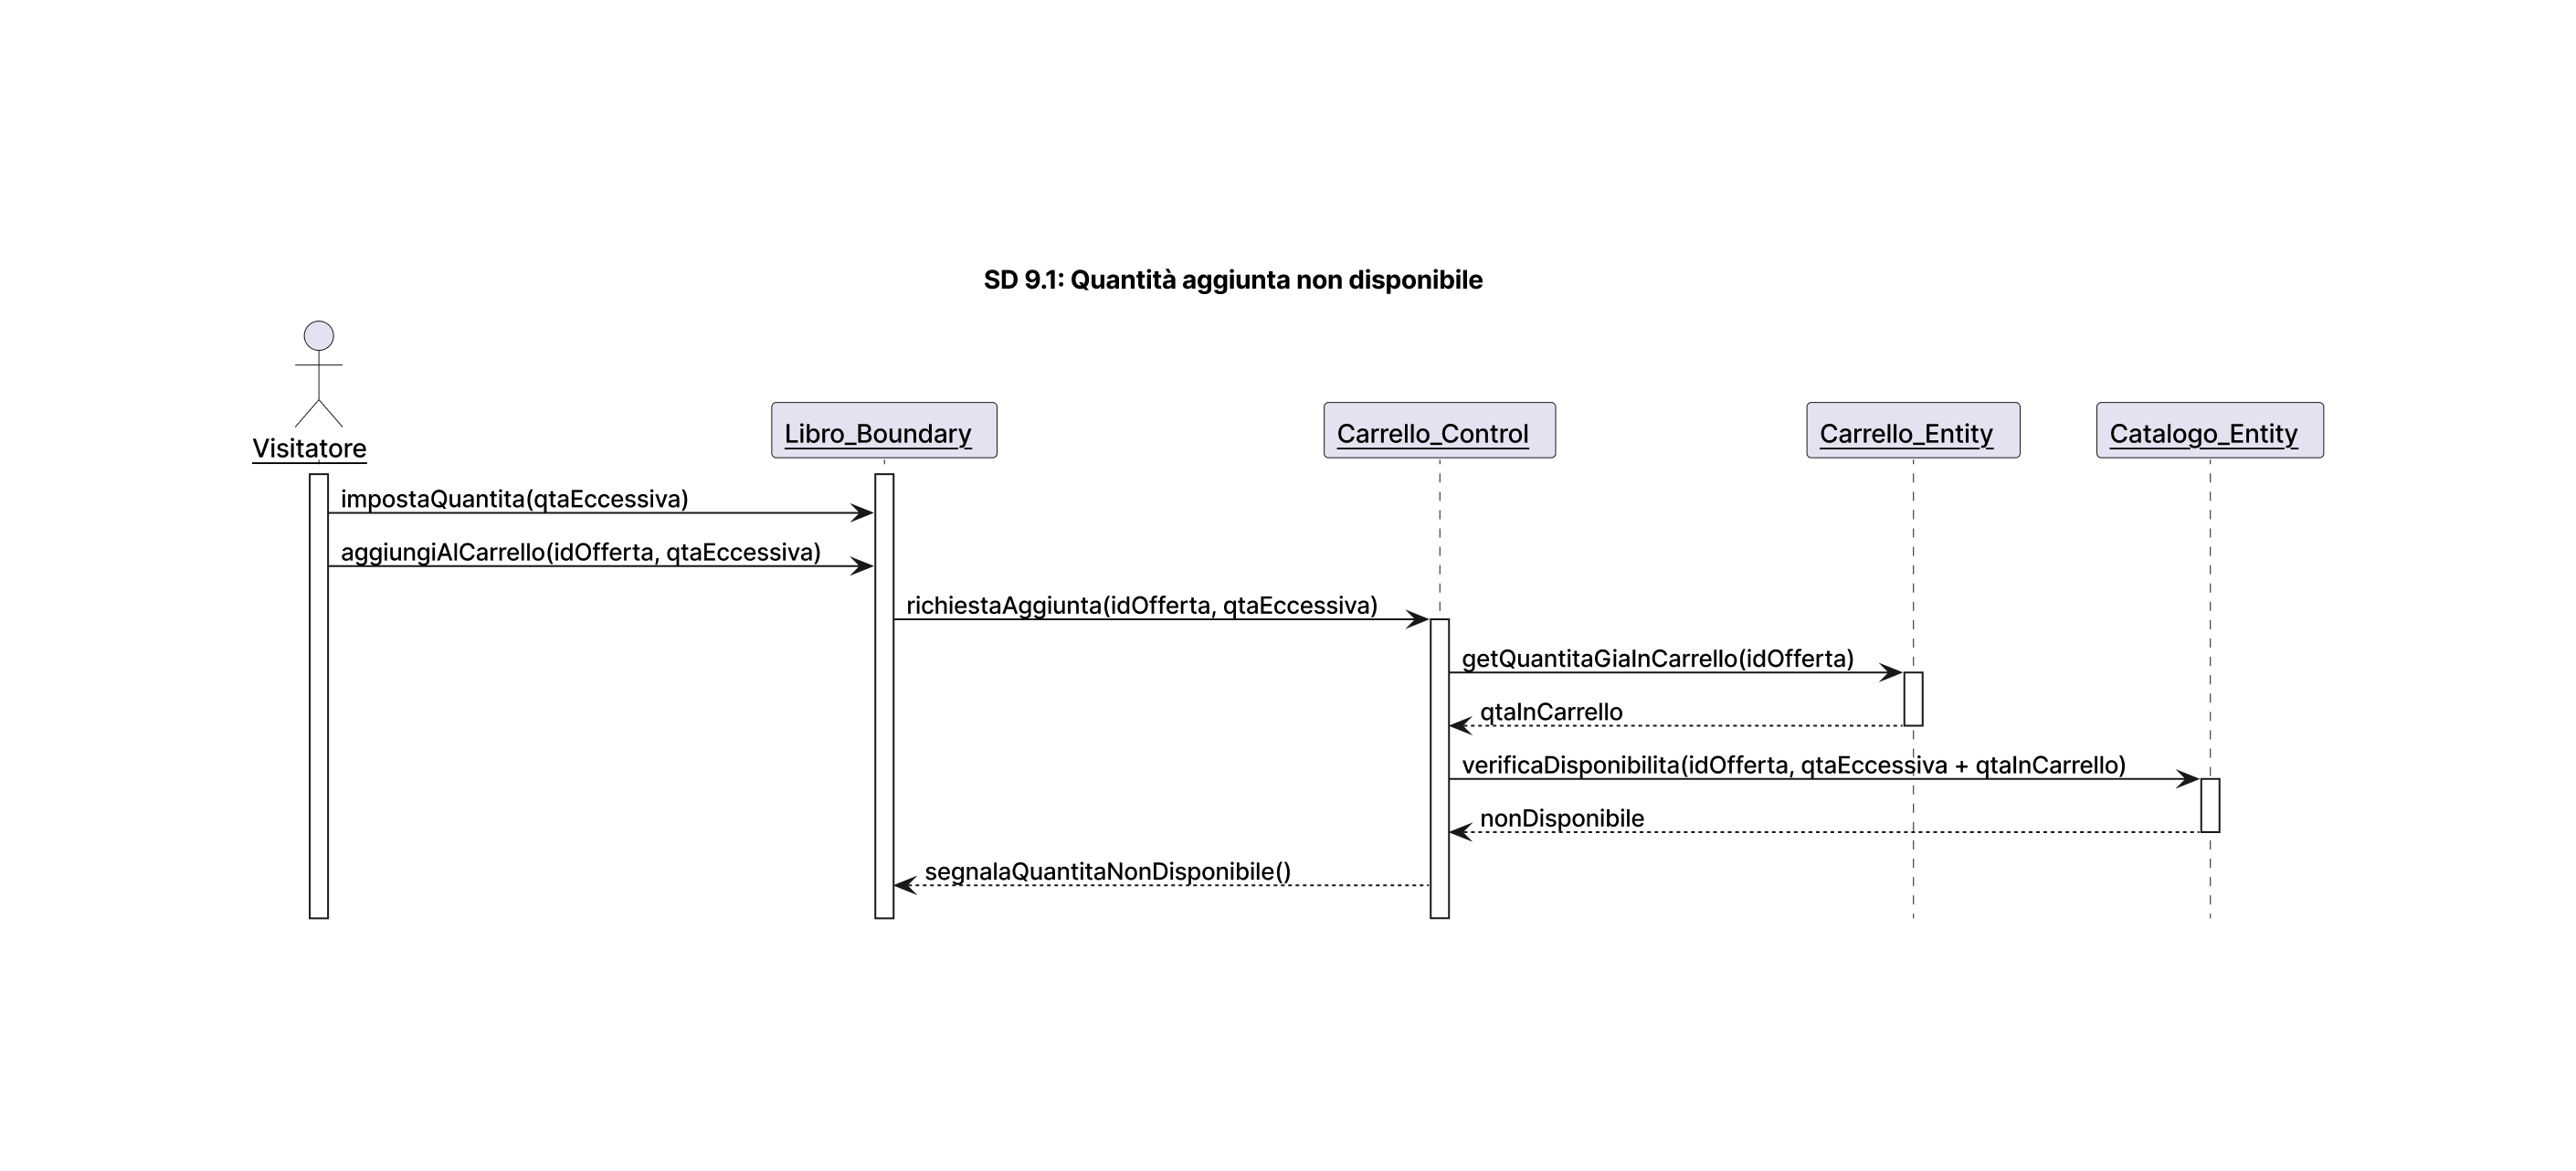 SD 9.1: Quantità aggiunta non disponibile
Visitatore
Libro_Boundary
Carrello_Control
Carrello_Entity
Catalogo_Entity
impostaQuantita(qtaEccessiva)
aggiungiAlCarrello(idOfferta, qtaEccessiva)
richiestaAggiunta(idOfferta, qtaEccessiva)
getQuantitaGiaInCarrello(idOfferta)
qtaInCarrello
verificaDisponibilita(idOfferta, qtaEccessiva + qtaInCarrello)
nonDisponibile
segnalaQuantitaNonDisponibile()